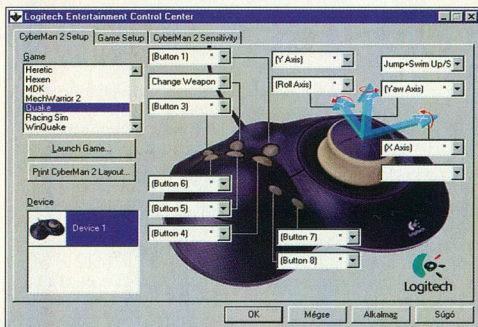 Logitech Entertainment Control Center
CyberMan 2 Setup
Game Setup
CyberMan 2 Sensitivity
Game
Heretic
Hexen
MDK
MechWarrior 2
Quake
Racing Sim
WinQuake
Launch Game...
Print CyberMan 2 Layout...
Device
Device 1
(Button 1) *
Change Weapon
(Button 3) *
(Button 6) *
(Button 5) *
(Button 4) *
(Y Axis) *
(Roll Axis) *
Jump+Swim Up/S
(Yaw Axis) *
(X Axis) *
(Button 7) *
(Button 8) *
Logitech
OK
Mégse
Alkalmaz
Súgó